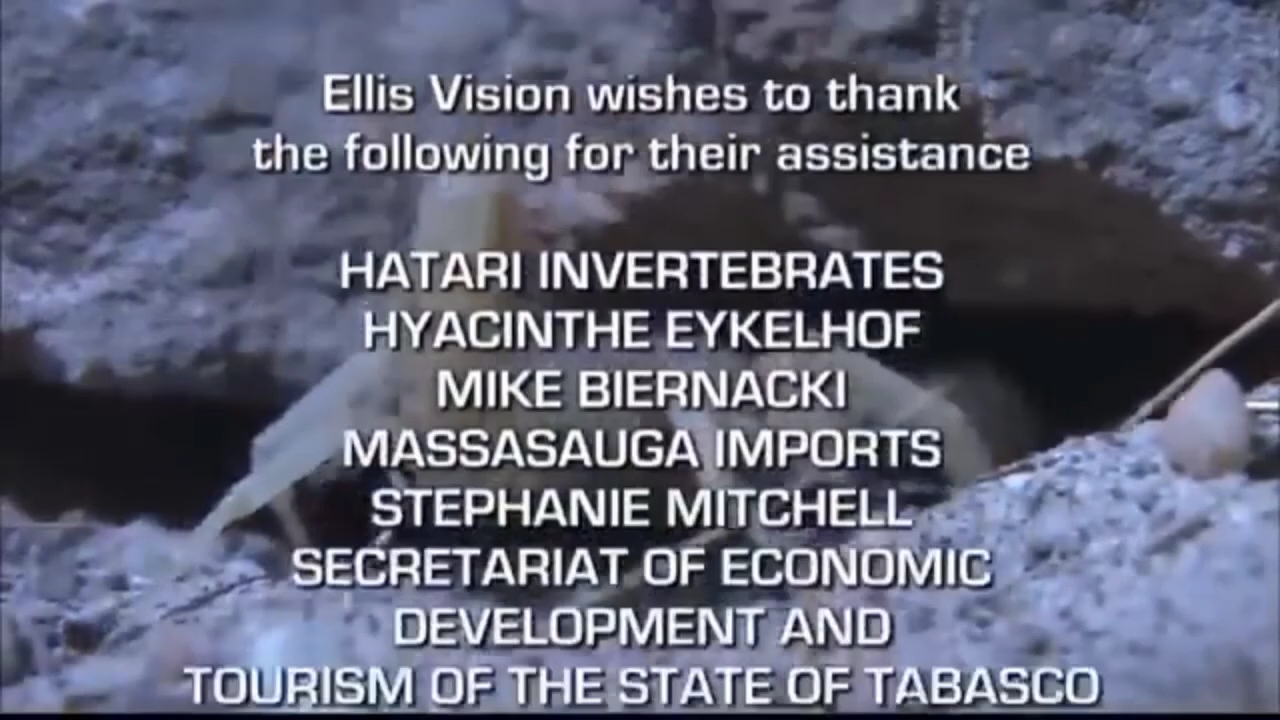 Ellis Vision wishes to thank
the following for their assistance
HATARI INVERTEBRATES
HYACINTHE EYKELHOF
MIKE BIERNACKI
MASSASAUGA IMPORTS
STEPHANIE MITCHELL
SECRETARIAT OF ECONOMIC
DEVELOPMENT AND
TOURISM OF THE STATE OF TABASCO